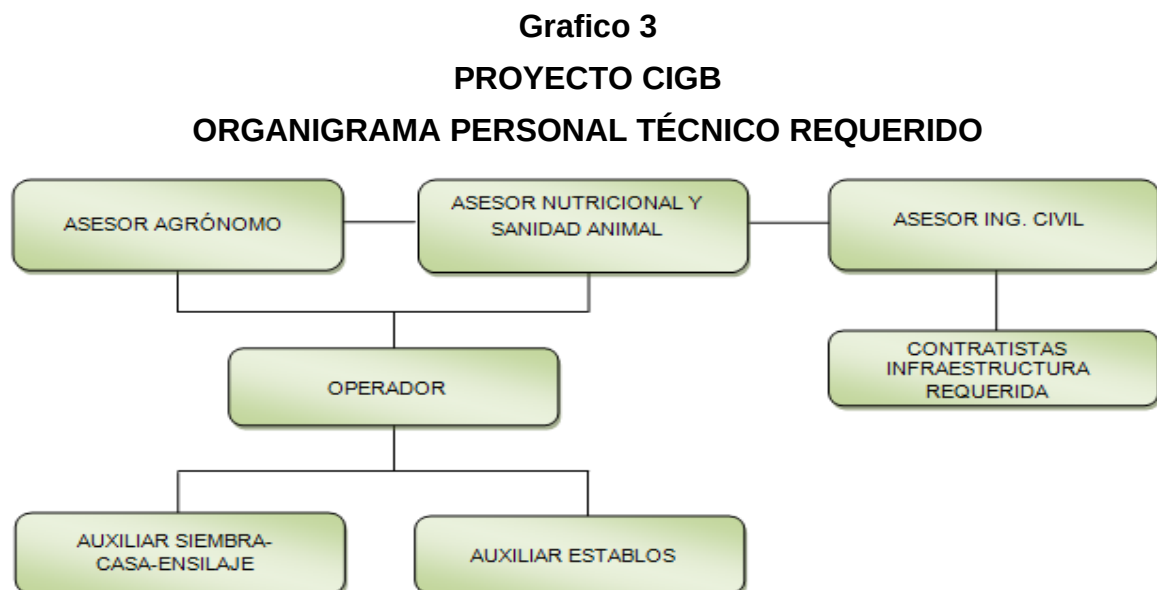 Grafico 3
PROYECTO CIGB
ORGANIGRAMA PERSONAL TÉCNICO REQUERIDO
ASESOR AGRÓNOMO
ASESOR NUTRICIONAL Y
SANIDAD ANIMAL
ASESOR ING. CIVIL
CONTRATISTAS
INFRAESTRUCTURA
REQUERIDA
OPERADOR
AUXILIAR SIEMBRA-
CASA-ENSILAJE
AUXILIAR ESTABLOS